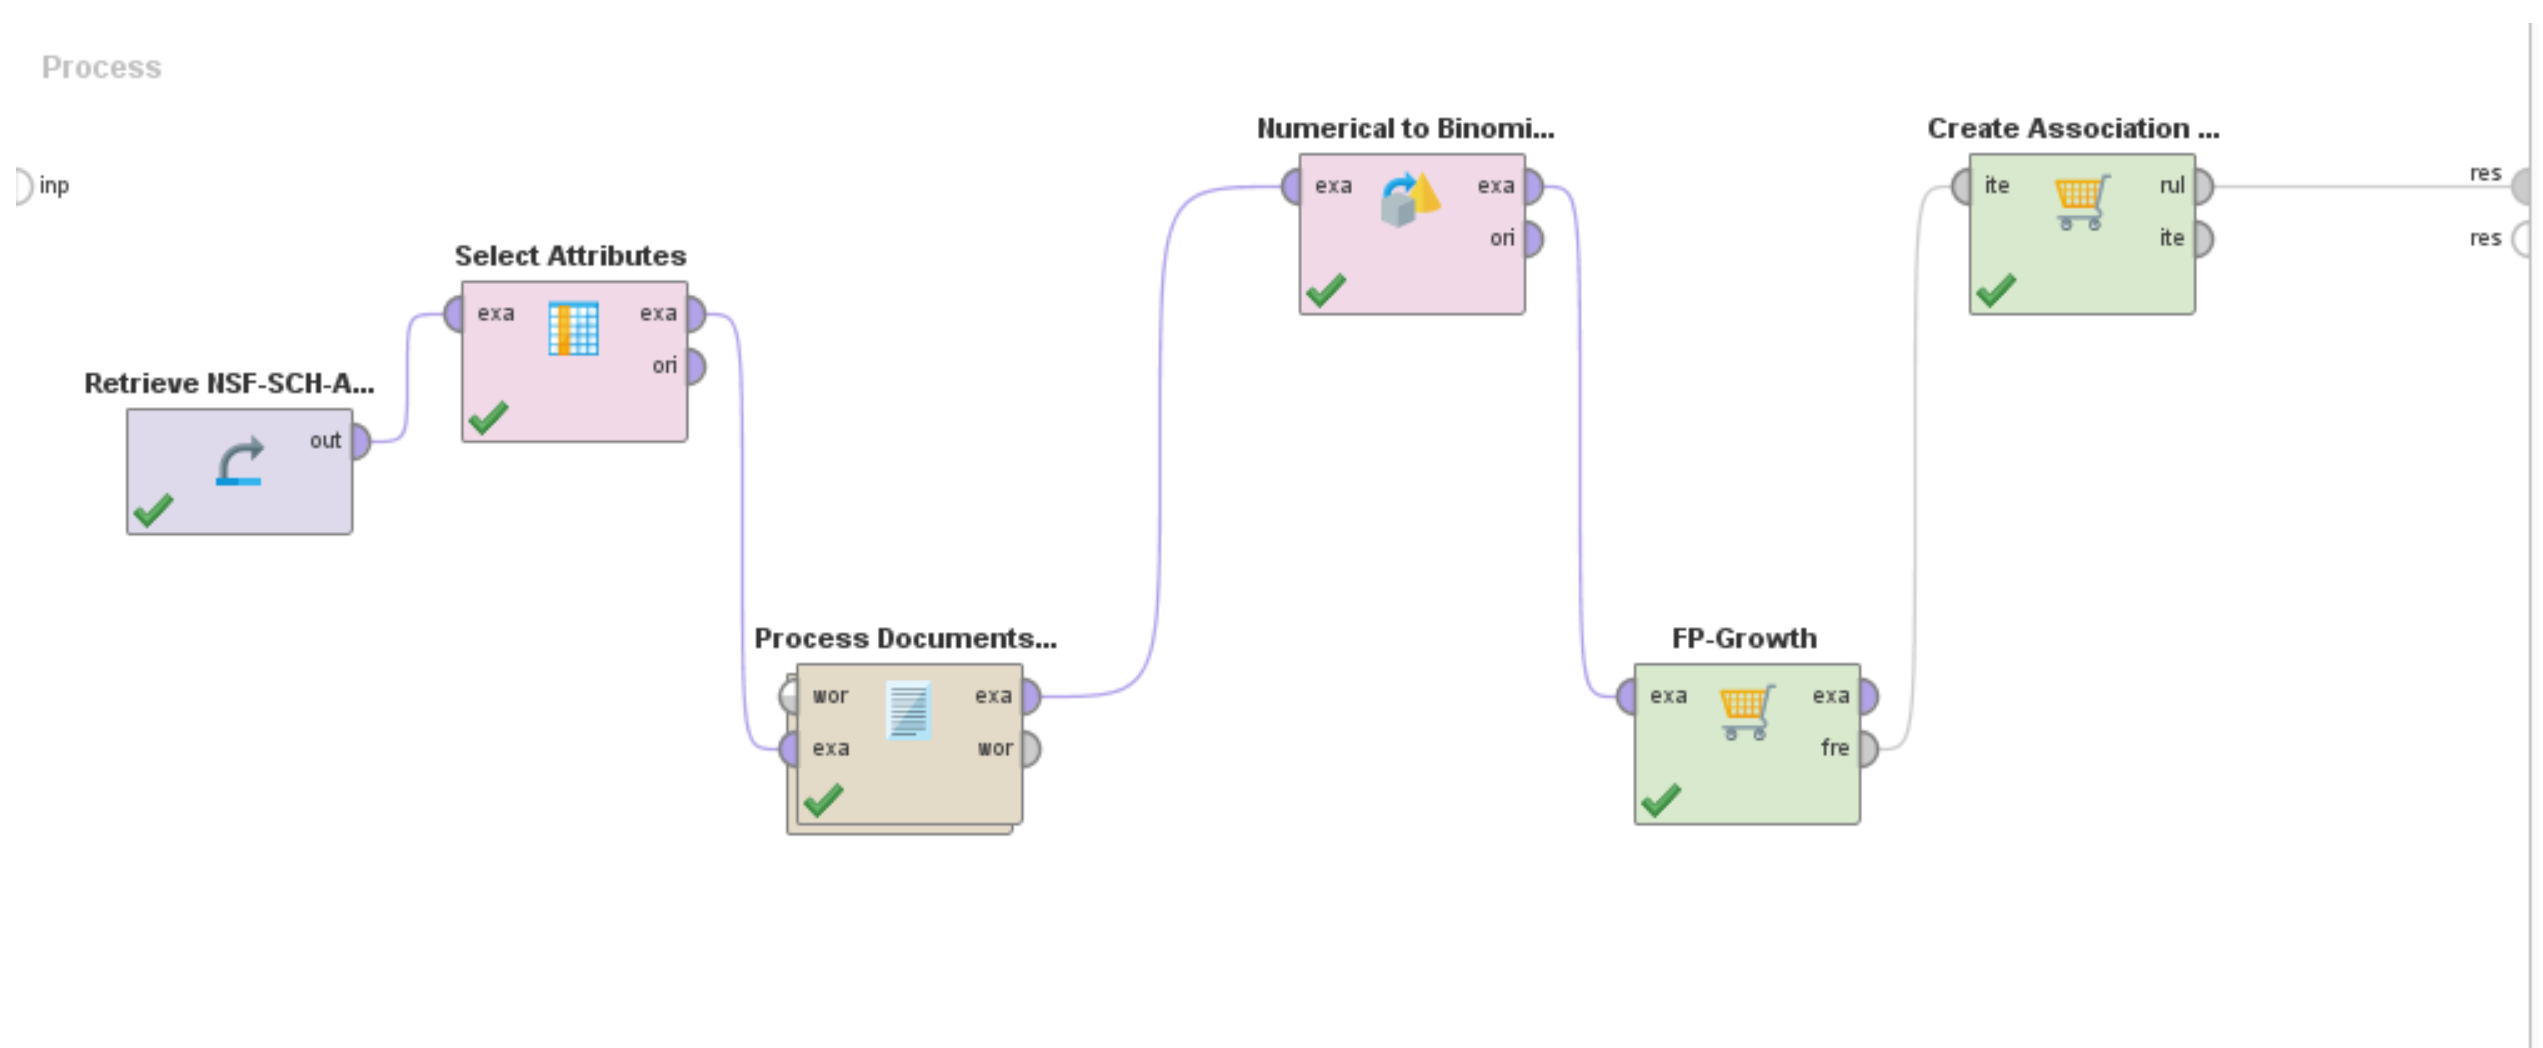 Process
inp
Retrieve NSF-SCH-A...
out
Select Attributes
exa exa
ori
Process Documents...
wor exa
exa wor
Numerical to Binomi...
exa exa
ori
FP-Growth
exa exa
fre
Create Association ...
ite rul
ite
res
res